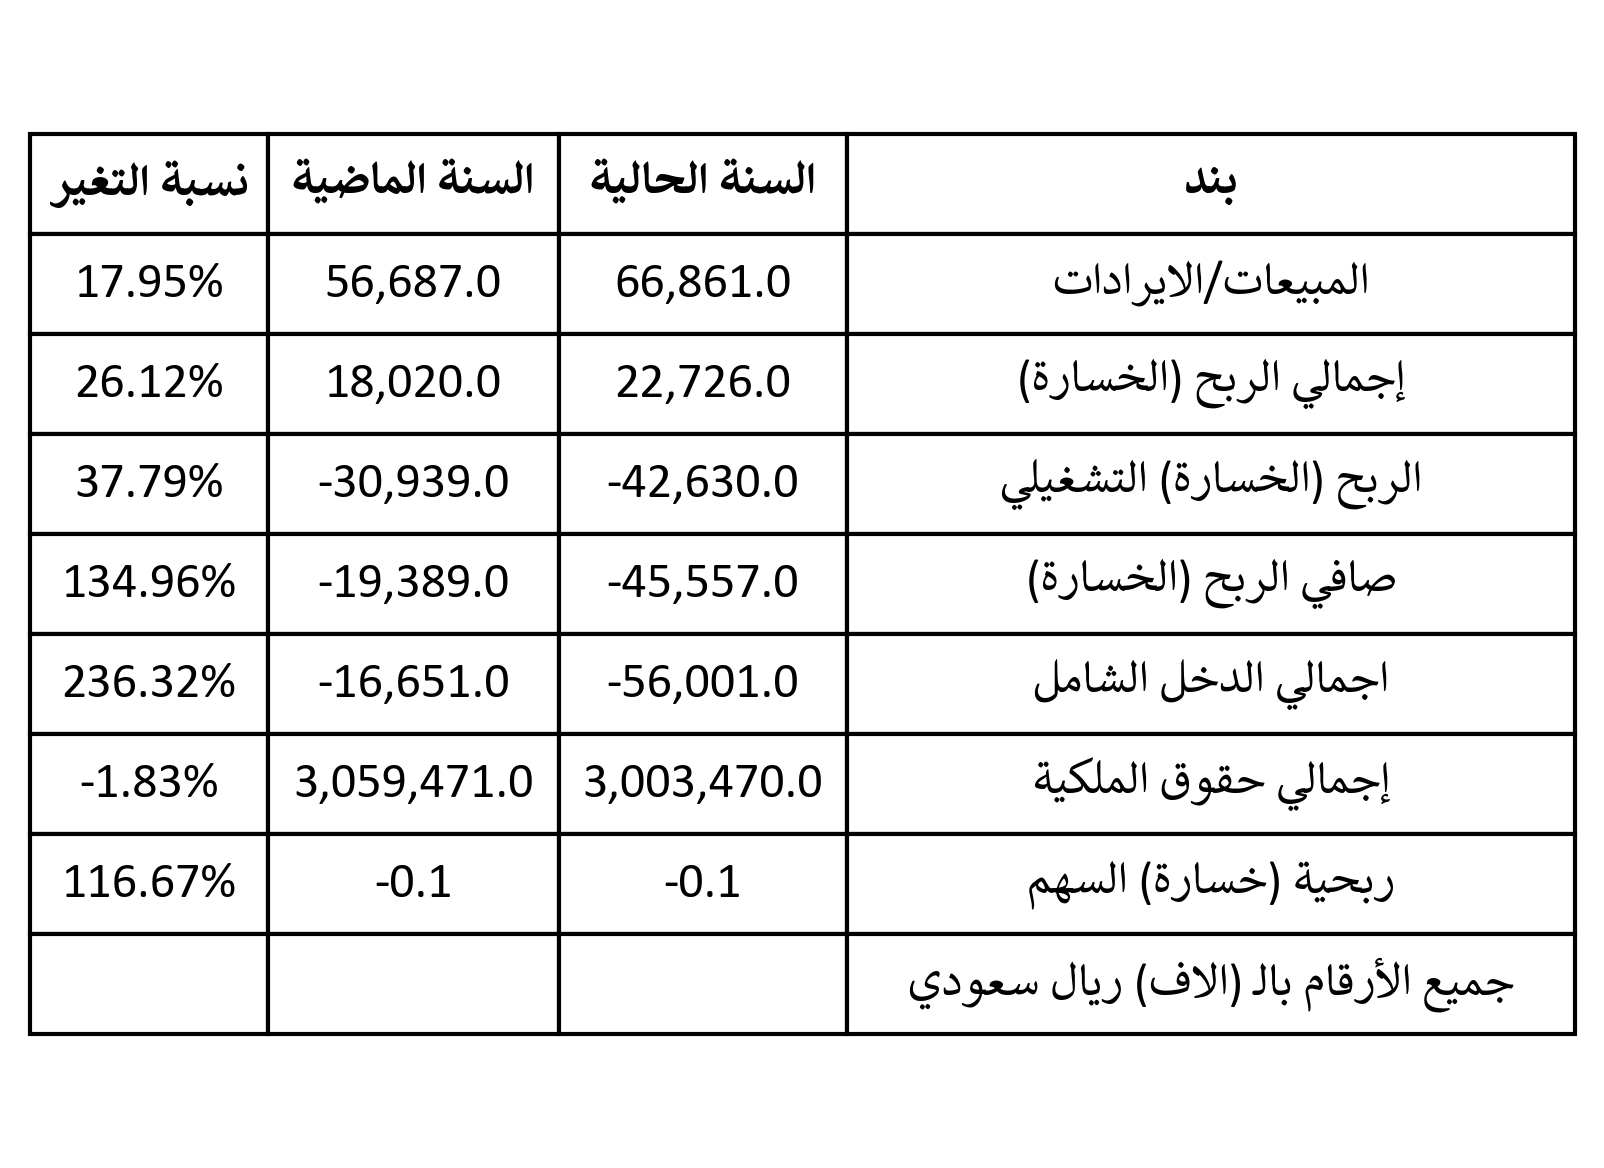 بند السنة الحالية السنة الماضية نسبة التغير
المبيعات/الايرادات 66,861.0 56,687.0 17.95%
إجمالي الربح (الخسارة) 22,726.0 18,020.0 26.12%
الربح (الخسارة) التشغيلي -42,630.0 -30,939.0 37.79%
صافي الربح (الخسارة) -45,557.0 -19,389.0 134.96%
اجمالي الدخل الشامل -56,001.0 -16,651.0 236.32%
إجمالي حقوق الملكية 3,003,470.0 3,059,471.0 -1.83%
ربحية (خسارة) السهم -0.1 -0.1 116.67%
جميع الأرقام بالـ (الاف) ريال سعودي